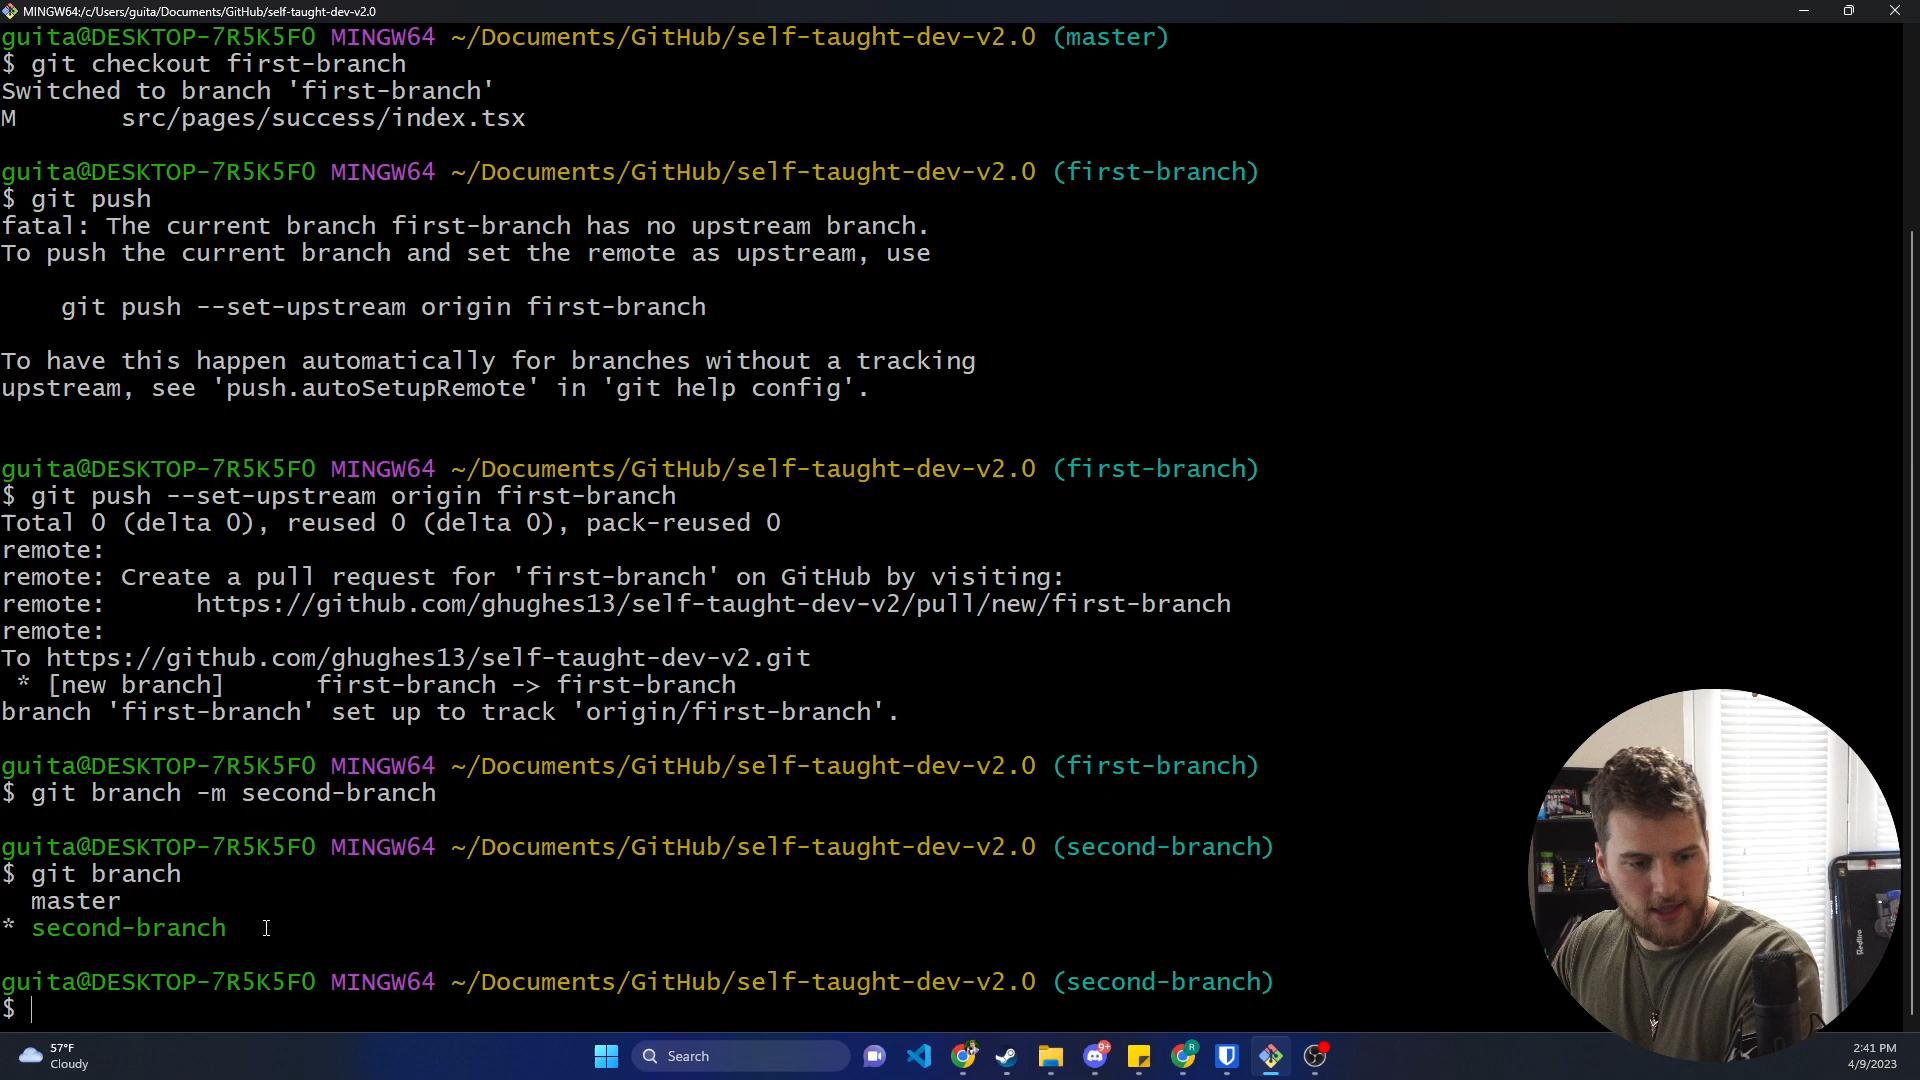 MINGW64:/c/Users/guita/Documents/GitHub/self-taught-dev-v2.0
guita@DESKTOP-7R5K5FO MINGW64 ~/Documents/GitHub/self-taught-dev-v2.0 (master)
$ git checkout first-branch
Switched to branch 'first-branch'
M       src/pages/success/index.tsx
guita@DESKTOP-7R5K5FO MINGW64 ~/Documents/GitHub/self-taught-dev-v2.0 (first-branch)
$ git push
fatal: The current branch first-branch has no upstream branch.
To push the current branch and set the remote as upstream, use
    git push --set-upstream origin first-branch
To have this happen automatically for branches without a tracking
upstream, see 'push.autoSetupRemote' in 'git help config'.
guita@DESKTOP-7R5K5FO MINGW64 ~/Documents/GitHub/self-taught-dev-v2.0 (first-branch)
$ git push --set-upstream origin first-branch
Total 0 (delta 0), reused 0 (delta 0), pack-reused 0
remote:
remote: Create a pull request for 'first-branch' on GitHub by visiting:
remote:      https://github.com/ghughes13/self-taught-dev-v2/pull/new/first-branch
remote:
To https://github.com/ghughes13/self-taught-dev-v2.git
 * [new branch]      first-branch -> first-branch
branch 'first-branch' set up to track 'origin/first-branch'.
guita@DESKTOP-7R5K5FO MINGW64 ~/Documents/GitHub/self-taught-dev-v2.0 (first-branch)
$ git branch -m second-branch
guita@DESKTOP-7R5K5FO MINGW64 ~/Documents/GitHub/self-taught-dev-v2.0 (second-branch)
$ git branch
  master
* second-branch
guita@DESKTOP-7R5K5FO MINGW64 ~/Documents/GitHub/self-taught-dev-v2.0 (second-branch)
$
57°F
Cloudy
Search
9+
R
2:41 PM
4/9/2023